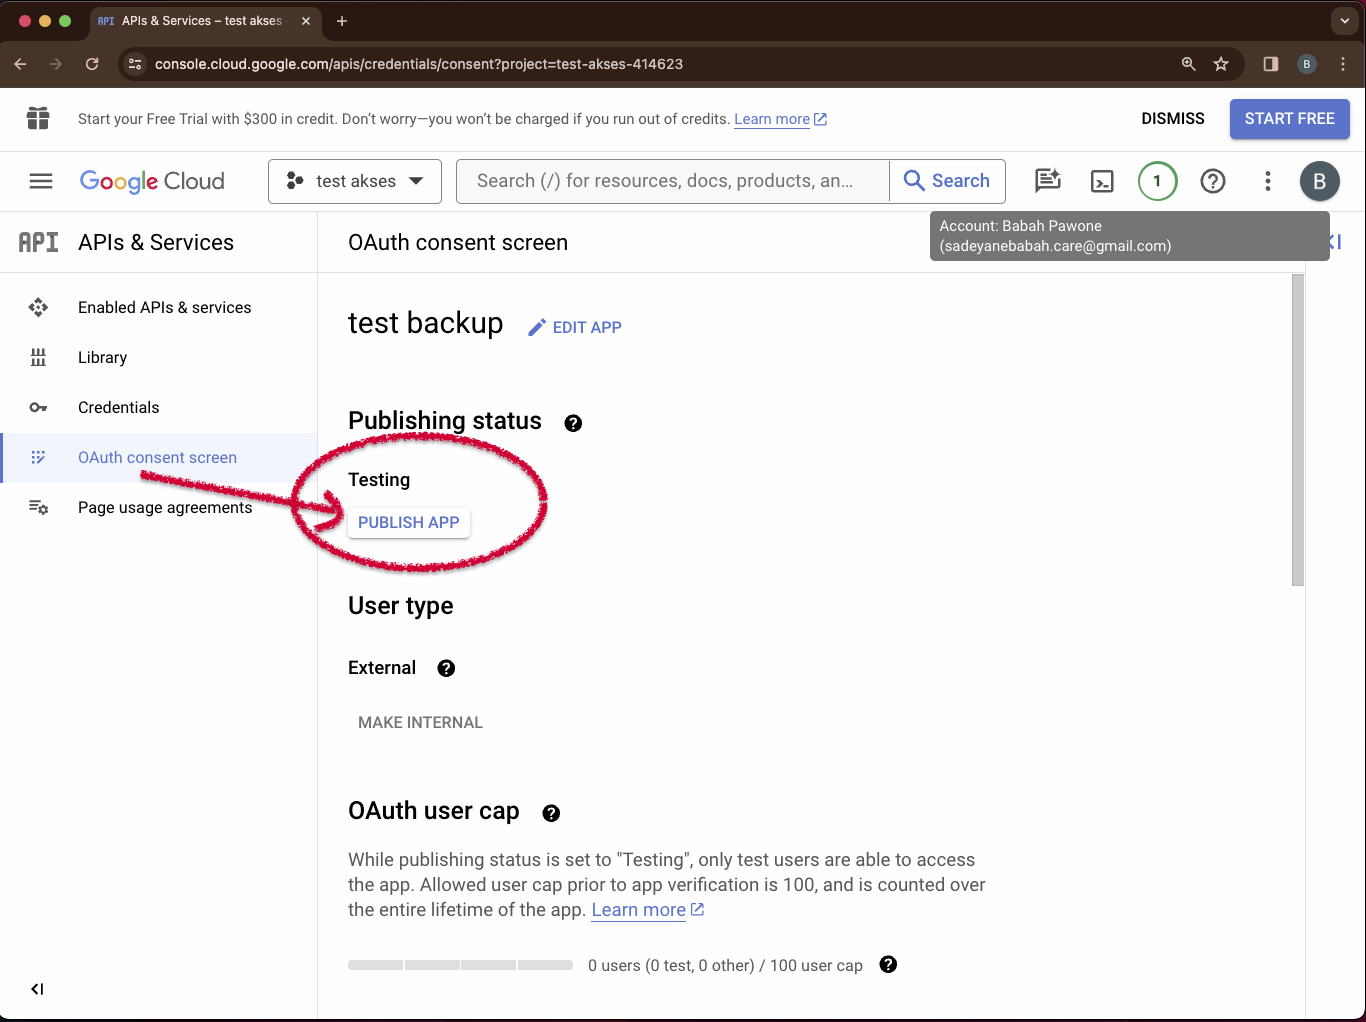 API APIs & Services – test akses -
console.cloud.google.com/apis/credentials/consent?project=test-akses-414623
B
Start your Free Trial with $300 in credit. Don't worry—you won't be charged if you run out of credits. Learn more
DISMISS
START FREE
Google Cloud
test akses
Search (/) for resources, docs, products, an...
Search
1
B
Account: Babah Pawone
(sadeyanebabah.care@gmail.com)
API APIs & Services
OAuth consent screen
Enabled APIs & services
Library
Credentials
OAuth consent screen
Page usage agreements
test backup
EDIT APP
Publishing status
Testing
PUBLISH APP
User type
External
MAKE INTERNAL
OAuth user cap
While publishing status is set to "Testing", only test users are able to access
the app. Allowed user cap prior to app verification is 100, and is counted over
the entire lifetime of the app. Learn more
0 users (0 test, 0 other) / 100 user cap